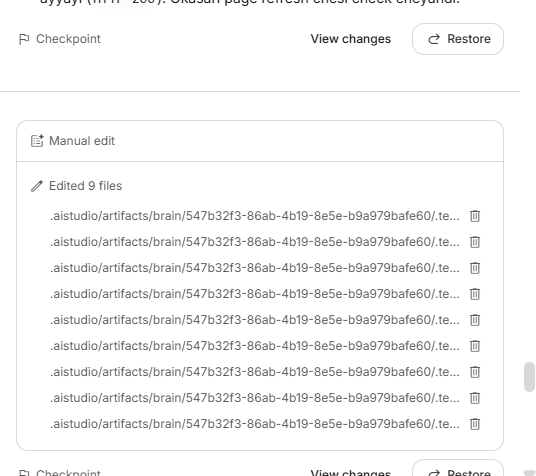 Checkpoint View changes Restore
Manual edit
Edited 9 files
.aistudio/artifacts/brain/547b32f3-86ab-4b19-8e5e-b9a979bafe60/.te...
.aistudio/artifacts/brain/547b32f3-86ab-4b19-8e5e-b9a979bafe60/.te...
.aistudio/artifacts/brain/547b32f3-86ab-4b19-8e5e-b9a979bafe60/.te...
.aistudio/artifacts/brain/547b32f3-86ab-4b19-8e5e-b9a979bafe60/.te...
.aistudio/artifacts/brain/547b32f3-86ab-4b19-8e5e-b9a979bafe60/.te...
.aistudio/artifacts/brain/547b32f3-86ab-4b19-8e5e-b9a979bafe60/.te...
.aistudio/artifacts/brain/547b32f3-86ab-4b19-8e5e-b9a979bafe60/.te...
.aistudio/artifacts/brain/547b32f3-86ab-4b19-8e5e-b9a979bafe60/.te...
.aistudio/artifacts/brain/547b32f3-86ab-4b19-8e5e-b9a979bafe60/.te...
Checkpoint View changes Restore